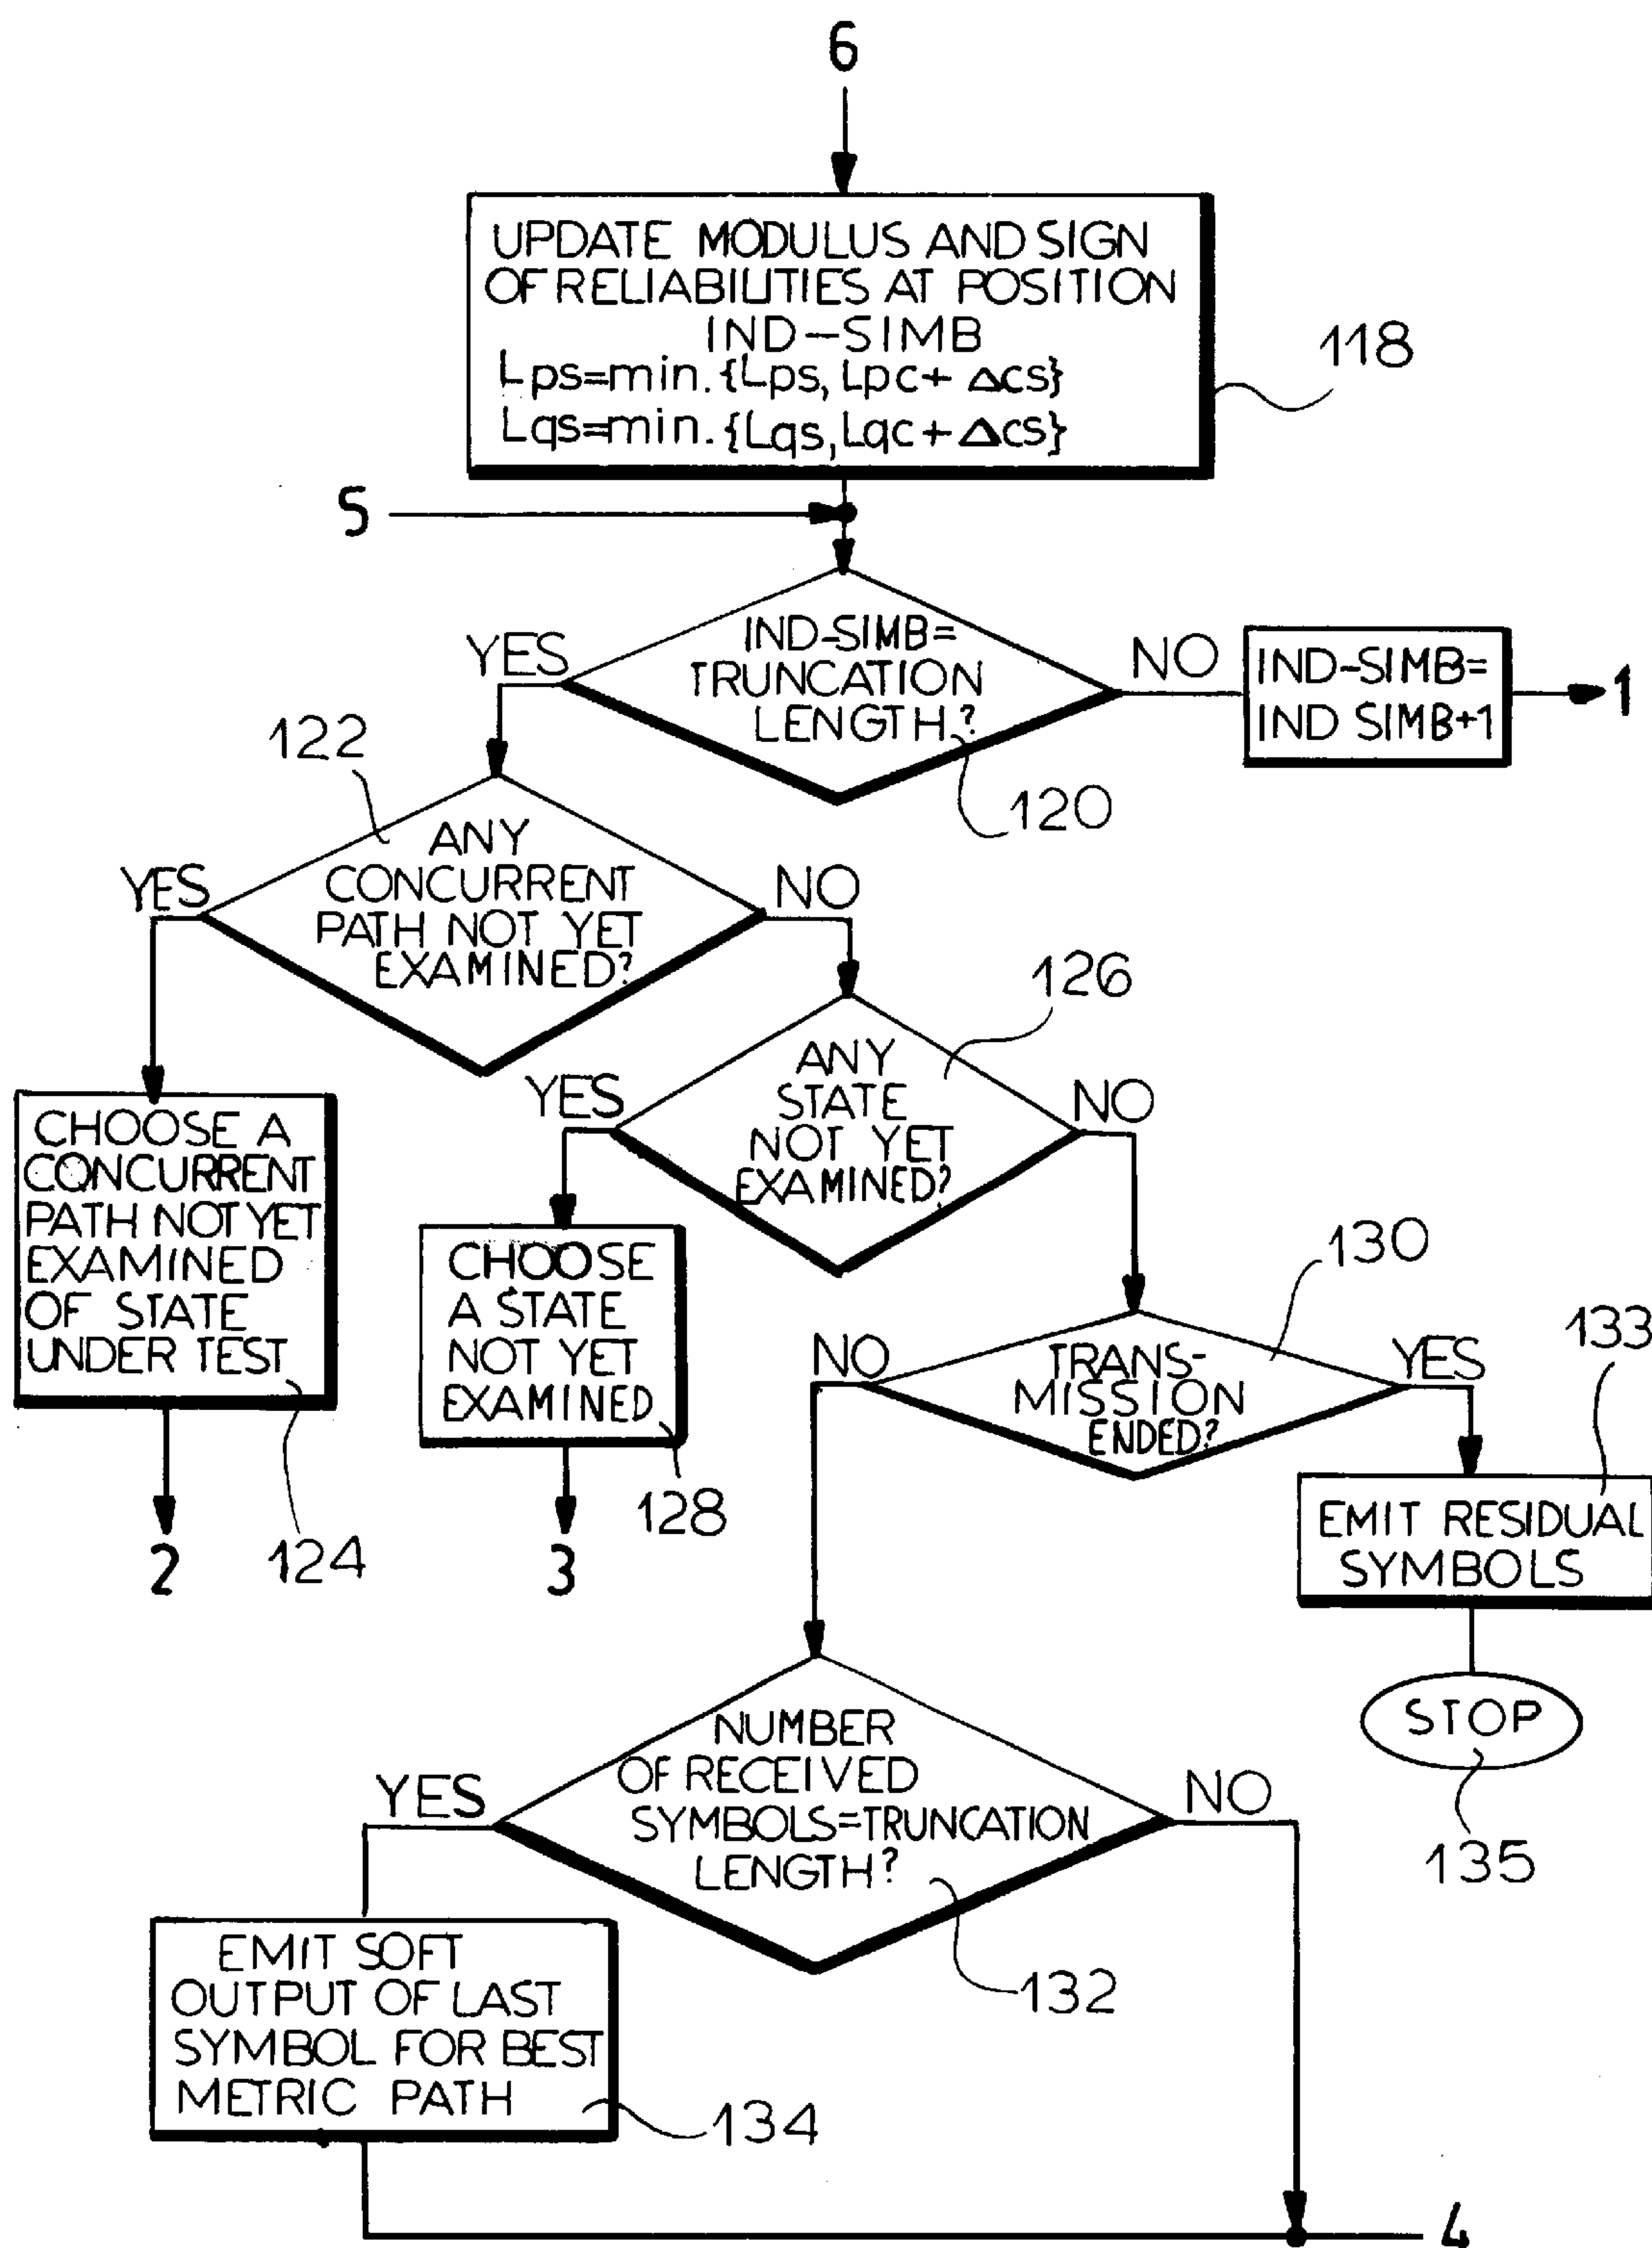 6
UPDATE MODULUS AND SIGN
OF RELIABILITIES AT POSITION
IND-SIMB
Lps=min.{Lps, Lpc+ Δcs}
Lqs=min.{Lqs, Lqc+ Δcs}
118
5
IND-SIMB=
TRUNCATION
LENGTH?
YES
NO
120
IND-SIMB=
IND SIMB+1
1
122
ANY
CONCURRENT
PATH NOT YET
EXAMINED?
YES
NO
126
ANY
STATE
NOT YET
EXAMINED?
YES
NO
CHOOSE A
CONCURRENT
PATH NOT YET
EXAMINED
OF STATE
UNDER TEST
124
2
CHOOSE
A STATE
NOT YET
EXAMINED
128
3
130
TRANS-
MISSION
ENDED?
NO
YES
133
EMIT RESIDUAL
SYMBOLS
STOP
135
NUMBER
OF RECEIVED
SYMBOLS=TRUNCATION
LENGTH?
YES
NO
132
EMIT SOFT
OUTPUT OF LAST
SYMBOL FOR BEST
METRIC PATH
134
4